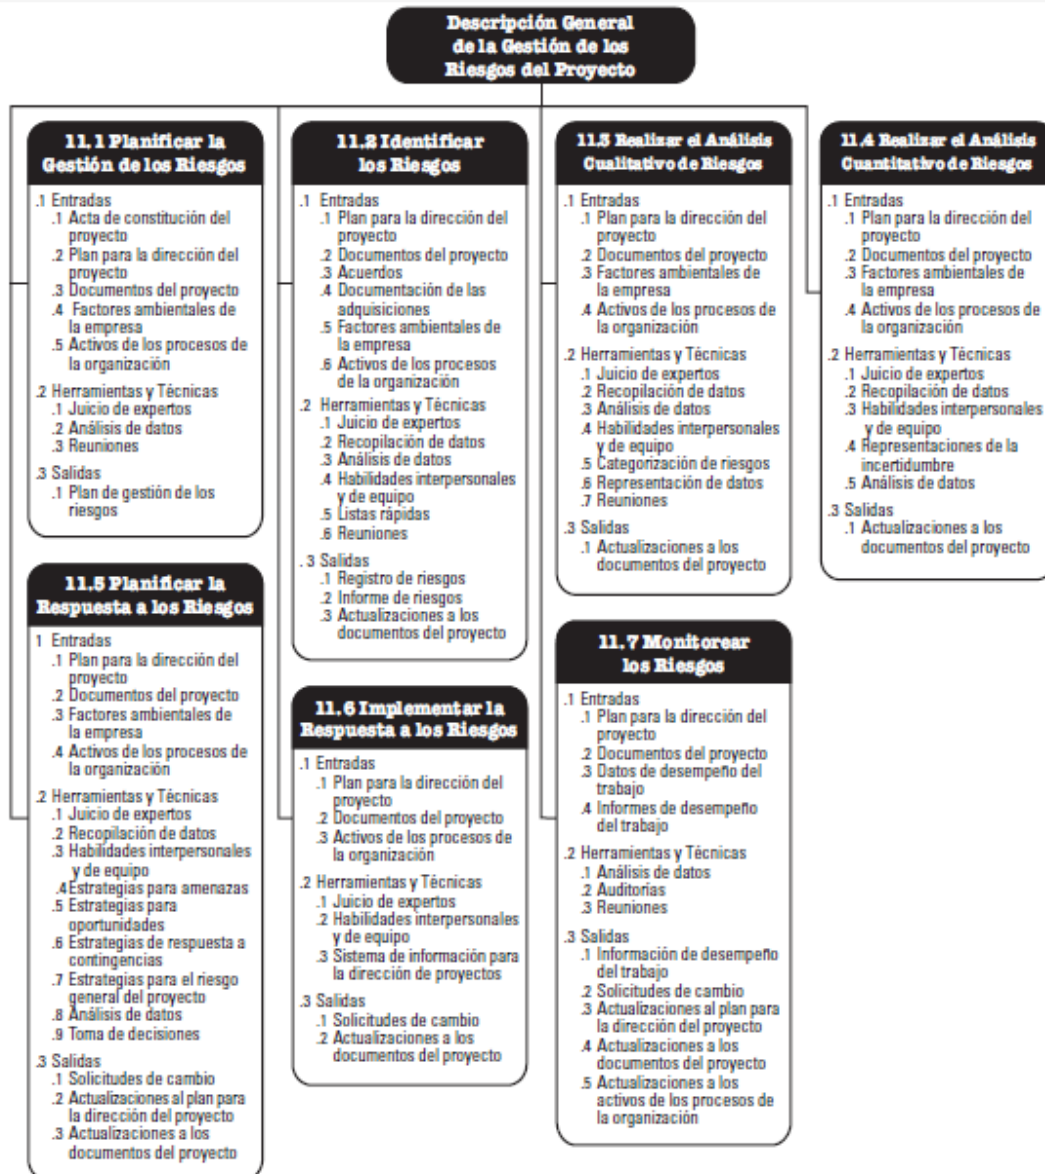 Descripción General
de la Gestión de los
Riesgos del Proyecto
11.1 Planificar la
Gestión de los Riesgos
.1 Entradas
.1 Acta de constitución del
proyecto
.2 Plan para la dirección del
proyecto
.3 Documentos del proyecto
.4 Factores ambientales de
la empresa
.5 Activos de los procesos de
la organización
.2 Herramientas y Técnicas
.1 Juicio de expertos
.2 Análisis de datos
.3 Reuniones
.3 Salidas
.1 Plan de gestión de los
riesgos
11.2 Identificar
los Riesgos
.1 Entradas
.1 Plan para la dirección del
proyecto
.2 Documentos del proyecto
.3 Acuerdos
.4 Documentación de las
adquisiciones
.5 Factores ambientales de
la empresa
.6 Activos de los procesos
de la organización
.2 Herramientas y Técnicas
.1 Juicio de expertos
.2 Recopilación de datos
.3 Análisis de datos
.4 Habilidades interpersonales
y de equipo
.5 Listas rápidas
.6 Reuniones
. 3 Salidas
.1 Registro de riesgos
.2 Informe de riesgos
.3 Actualizaciones a los
documentos del proyecto
11.3 Realizar el Análisis
Cualitativo de Riesgos
.1 Entradas
.1 Plan para la dirección del
proyecto
.2 Documentos del proyecto
.3 Factores ambientales de
la empresa
.4 Activos de los procesos de
la organización
.2 Herramientas y Técnicas
.1 Juicio de expertos
.2 Recopilación de datos
.3 Análisis de datos
.4 Habilidades interpersonales
y de equipo
.5 Categorización de riesgos
.6 Representación de datos
.7 Reuniones
.3 Salidas
.1 Actualizaciones a los
documentos del proyecto
11.4 Realizar el Análisis
Cuantitativo de Riesgos
.1 Entradas
.1 Plan para la dirección del
proyecto
.2 Documentos del proyecto
.3 Factores ambientales de
la empresa
.4 Activos de los procesos de
la organización
.2 Herramientas y Técnicas
.1 Juicio de expertos
.2 Recopilación de datos
.3 Habilidades interpersonales
y de equipo
.4 Representaciones de la
incertidumbre
.5 Análisis de datos
.3 Salidas
.1 Actualizaciones a los
documentos del proyecto
11.5 Planificar la
Respuesta a los Riesgos
1 Entradas
.1 Plan para la dirección del
proyecto
.2 Documentos del proyecto
.3 Factores ambientales de
la empresa
.4 Activos de los procesos de
la organización
.2 Herramientas y Técnicas
.1 Juicio de expertos
.2 Recopilación de datos
.3 Habilidades interpersonales
y de equipo
.4 Estrategias para amenazas
.5 Estrategias para
oportunidades
.6 Estrategias de respuesta a
contingencias
.7 Estrategias para el riesgo
general del proyecto
.8 Análisis de datos
.9 Toma de decisiones
.3 Salidas
.1 Solicitudes de cambio
.2 Actualizaciones al plan para
la dirección del proyecto
.3 Actualizaciones a los
documentos del proyecto
11.6 Implementar la
Respuesta a los Riesgos
.1 Entradas
.1 Plan para la dirección del
proyecto
.2 Documentos del proyecto
.3 Activos de los procesos de
la organización
.2 Herramientas y Técnicas
.1 Juicio de expertos
.2 Habilidades interpersonales
y de equipo
.3 Sistema de información para
la dirección de proyectos
.3 Salidas
.1 Solicitudes de cambio
.2 Actualizaciones a los
documentos del proyecto
11.7 Monitorear
los Riesgos
.1 Entradas
.1 Plan para la dirección del
proyecto
.2 Documentos del proyecto
.3 Datos de desempeño del
trabajo
.4 Informes de desempeño
del trabajo
.2 Herramientas y Técnicas
.1 Análisis de datos
.2 Auditorías
.3 Reuniones
.3 Salidas
.1 Información de desempeño
del trabajo
.2 Solicitudes de cambio
.3 Actualizaciones al plan para
la dirección del proyecto
.4 Actualizaciones a los
documentos del proyecto
.5 Actualizaciones a los
activos de los procesos de
la organización